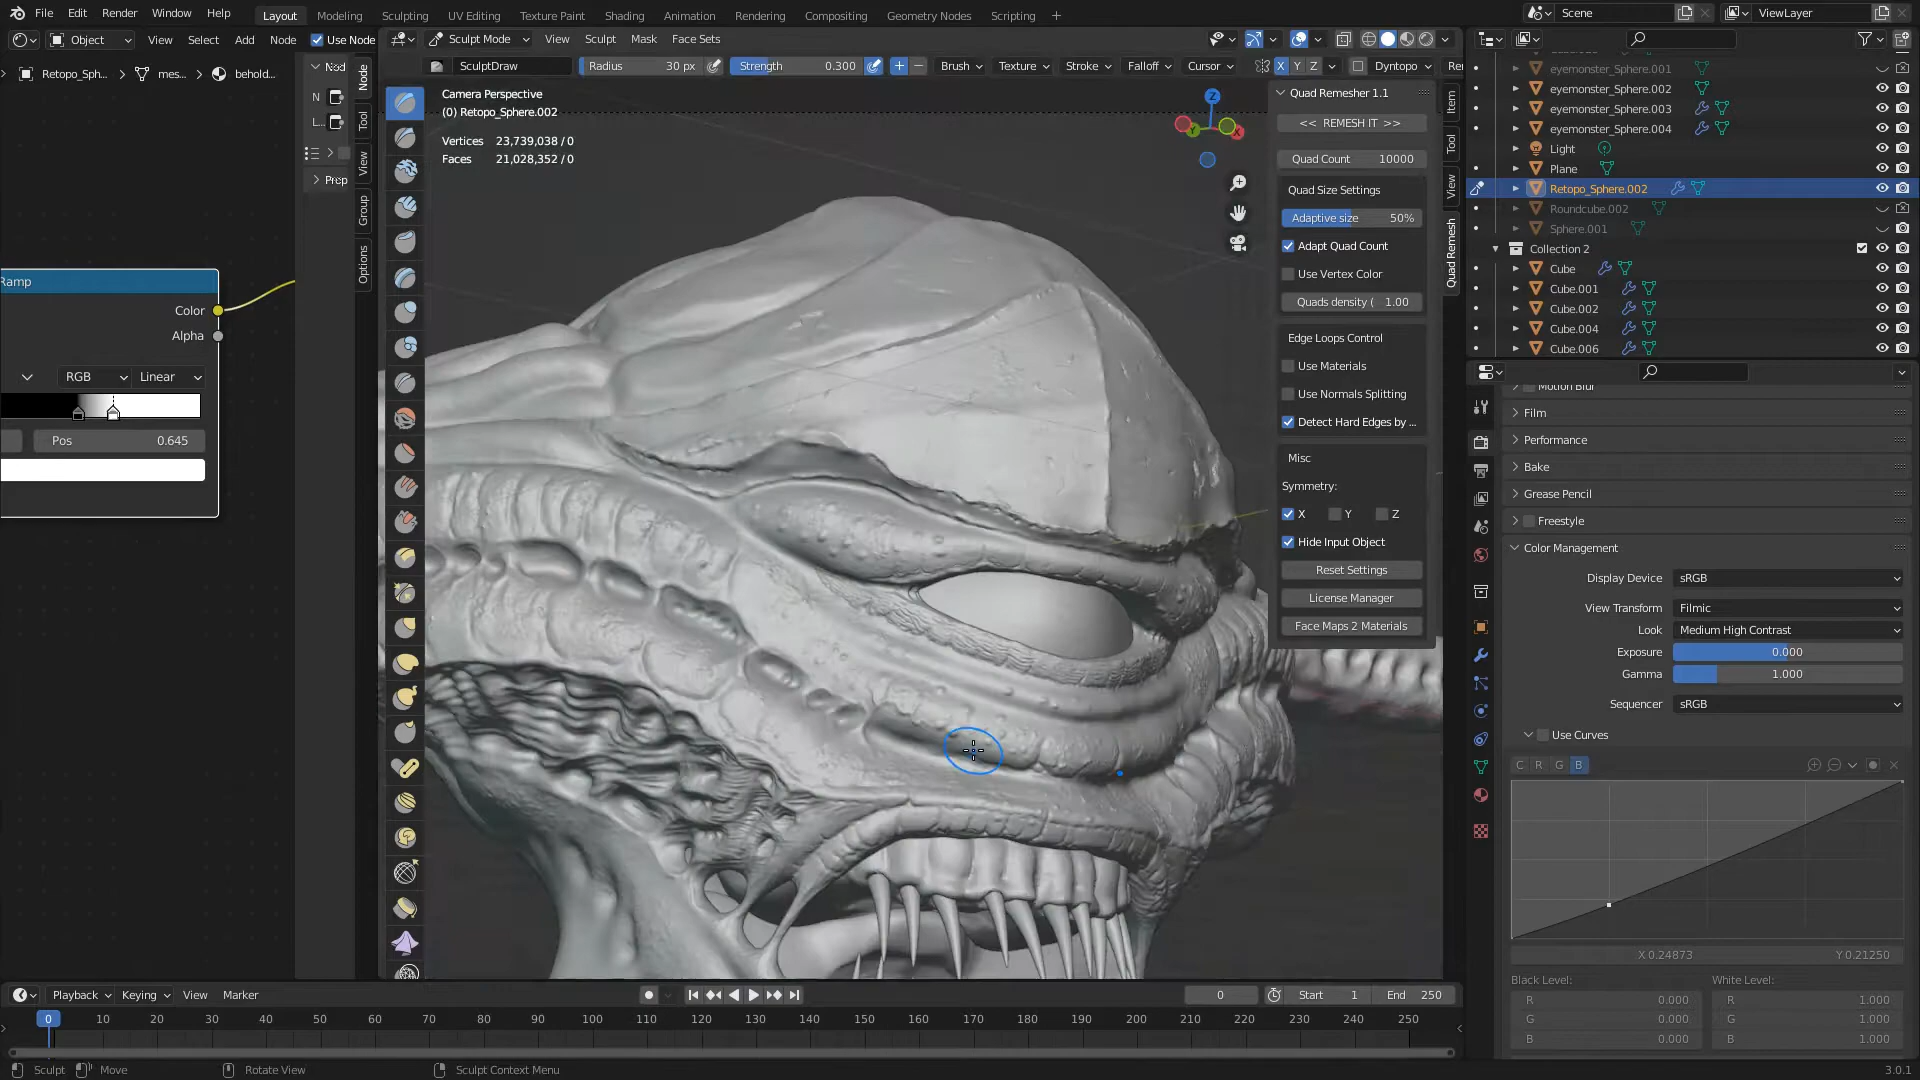 File Edit Render Window Help Layout Modeling Sculpting UV Editing Texture Paint Shading Animation Rendering Compositing Geometry Nodes Scripting Scene ViewLayer
Object View Select Add Node Use Node Sculpt Mode View Sculpt Mask Face Sets
SculptDraw Radius 30 px Strength 0.300 Brush Texture Stroke Falloff Cursor X Y Z Dyntopo Re
Retopo_Sph... mes... behold...
Nod
N
L..
Prop
Node
Tool
View
Group
Options
Ramp
Color
Alpha
RGB Linear
Pos 0.645
Camera Perspective
(0) Retopo_Sphere.002
Vertices 23,739,038 / 0
Faces 21,028,352 / 0
Quad Remesher 1.1
<< REMESH IT >>
Quad Count 10000
Quad Size Settings
Adaptive size 50%
Adapt Quad Count
Use Vertex Color
Quads density ( 1.00
Edge Loops Control
Use Materials
Use Normals Splitting
Detect Hard Edges by ...
Misc
Symmetry:
X Y Z
Hide Input Object
Reset Settings
License Manager
Face Maps 2 Materials
Item
Tool
View
Quad Remesh
eyemonster_Sphere.001
eyemonster_Sphere.002
eyemonster_Sphere.003
eyemonster_Sphere.004
Light
Plane
Retopo_Sphere.002
Roundcube.002
Sphere.001
Collection 2
Cube
Cube.001
Cube.002
Cube.004
Cube.006
Motion Blur
Film
Performance
Bake
Grease Pencil
Freestyle
Color Management
Display Device sRGB
View Transform Filmic
Look Medium High Contrast
Exposure 0.000
Gamma 1.000
Sequencer sRGB
Use Curves
C R G B
X 0.24873 Y 0.21250
Black Level: White Level:
R 0.000 R 1.000
G 0.000 G 1.000
B 0.000 B 1.000
Playback Keying View Marker 0 Start 1 End 250
0 10 20 30 40 50 60 70 80 90 100 110 120 130 140 150 160 170 180 190 200 210 220 230 240 250
Sculpt Move Rotate View Sculpt Context Menu 3.0.1